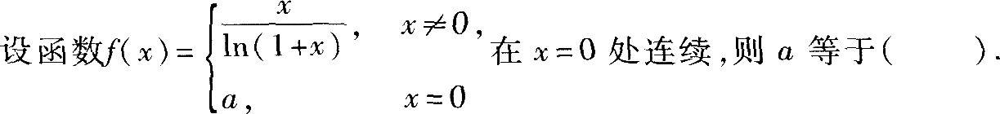 设函数f(x)={x/ln(1+x), x≠0,
a, x=0 在 x=0 处连续,则 a 等于( ).